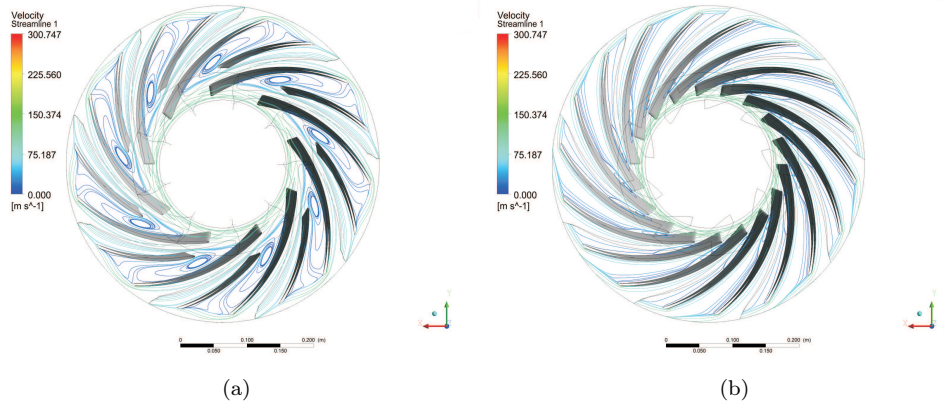 Velocity
Streamline 1
300.747
225.560
150.374
75.187
0.000
[m s^-1]
Y
X
Z
0
0.100
0.200 (m)
0.050
0.150
(a)
Velocity
Streamline 1
300.747
225.560
150.374
75.187
0.000
[m s^-1]
Y
X
Z
0
0.100
0.200 (m)
0.050
0.150
(b)